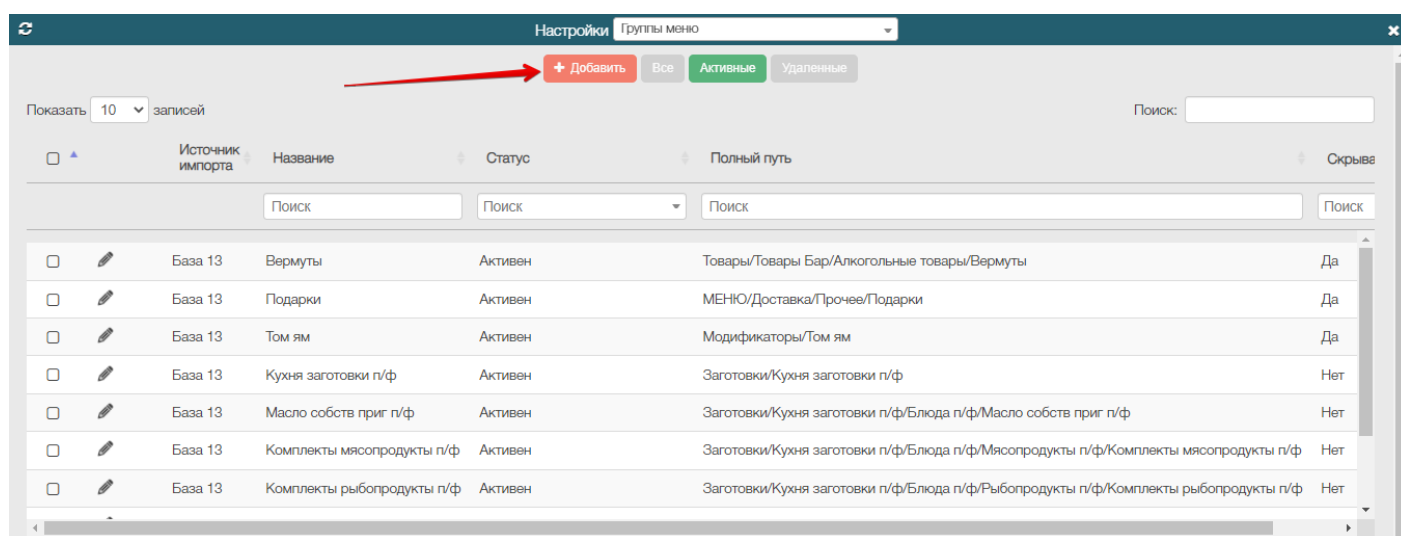 Настройки Группы меню
+ Добавить Все Активные Удаленные
Показать 10 записей Поиск:
Источник импорта Название Статус Полный путь Скрыва
Поиск Поиск Поиск Поиск
База 13 Вермуты Активен Товары/Товары Бар/Алкогольные товары/Вермуты Да
База 13 Подарки Активен МЕНЮ/Доставка/Прочее/Подарки Да
База 13 Том ям Активен Модификаторы/Том ям Да
База 13 Кухня заготовки п/ф Активен Заготовки/Кухня заготовки п/ф Нет
База 13 Масло собств приг п/ф Активен Заготовки/Кухня заготовки п/ф/Блюда п/ф/Масло собств приг п/ф Нет
База 13 Комплекты мясопродукты п/ф Активен Заготовки/Кухня заготовки п/ф/Блюда п/ф/Мясопродукты п/ф/Комплекты мясопродукты п/ф Нет
База 13 Комплекты рыбопродукты п/ф Активен Заготовки/Кухня заготовки п/ф/Блюда п/ф/Рыбопродукты п/ф/Комплекты рыбопродукты п/ф Нет